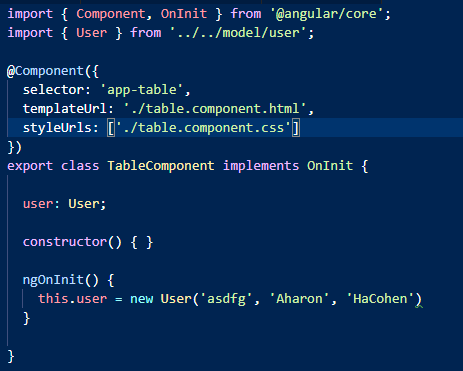 import { Component, OnInit } from '@angular/core';
import { User } from '../../model/user';
@Component({
selector: 'app-table',
templateUrl: './table.component.html',
styleUrls: ['./table.component.css']
})
export class TableComponent implements OnInit {
user: User;
constructor() { }
ngOnInit() {
this.user = new User('asdfg', 'Aharon', 'HaCohen')
}
}